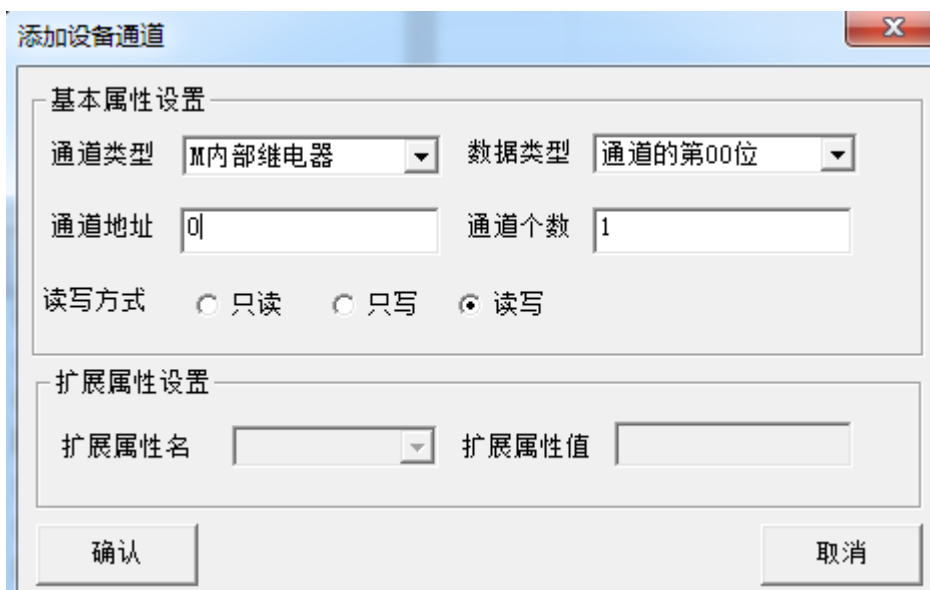 添加设备通道
基本属性设置
通道类型 M内部继电器 数据类型 通道的第00位
通道地址 0 通道个数 1
读写方式 只读 只写 读写
扩展属性设置
扩展属性名 扩展属性值
确认 取消